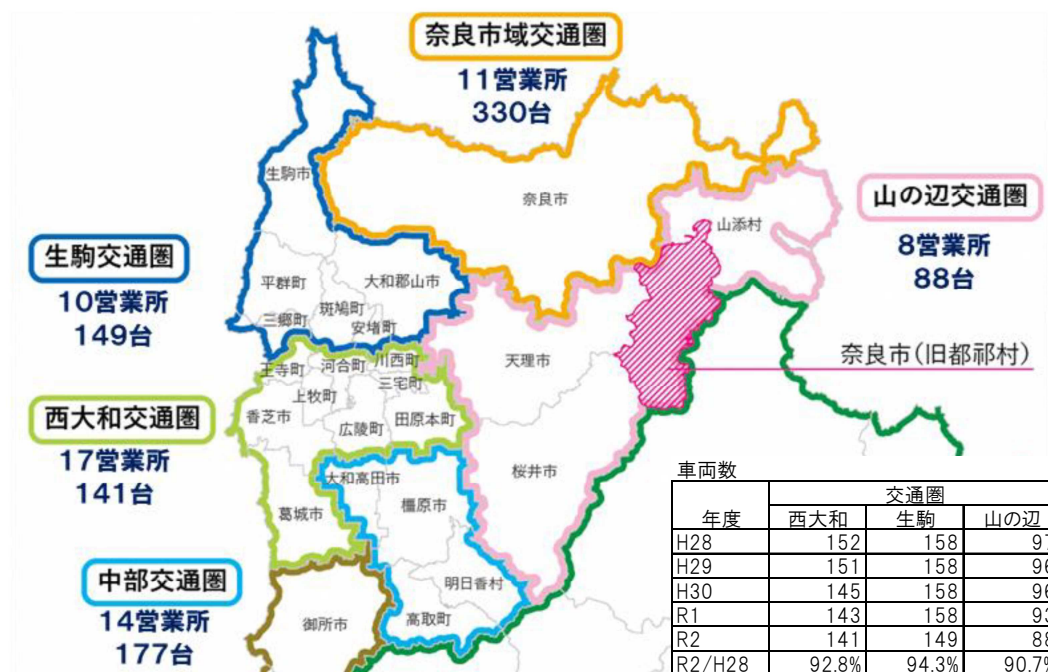 奈良市域交通圏
11営業所
330台
生駒市
奈良市
山添村
山の辺交通圏
8営業所
88台
生駒交通圏
10営業所
149台
平群町
大和郡山市
斑鳩町
三郷町
安堵町
奈良市(旧都祁村)
天理市
王寺町
河合町
川西町
三宅町
上牧町
香芝市
広陵町
田原本町
西大和交通圏
17営業所
141台
大和高田市
橿原市
桜井市
葛城市
中部交通圏
14営業所
177台
明日香村
高取町
御所市
車両数
交通圏
年度 西大和 生駒 山の辺
H28 152 158 97
H29 151 158 96
H30 145 158 96
R1 143 158 93
R2 141 149 88
R2/H28 92.8% 94.3% 90.7%